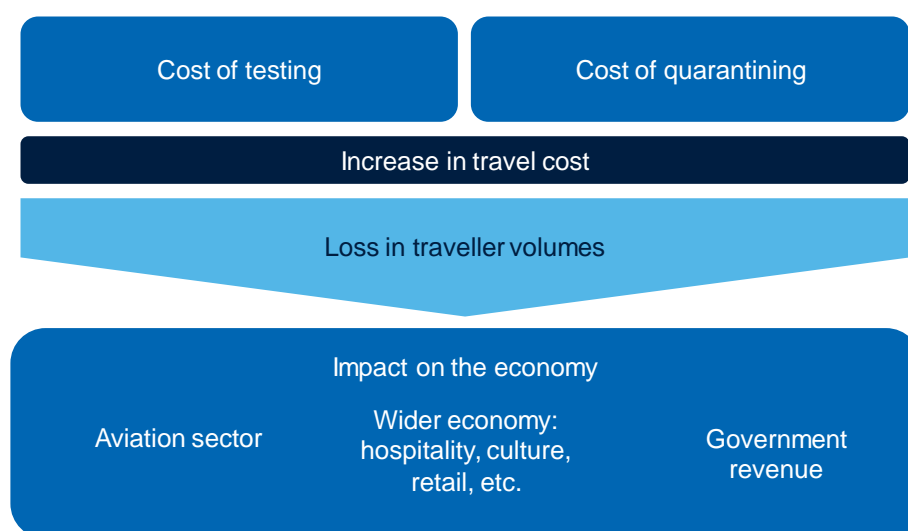 Cost of testing
Cost of quarantining
Increase in travel cost
Loss in traveller volumes
Impact on the economy
Aviation sector
Wider economy:
hospitality, culture,
retail, etc.
Government
revenue